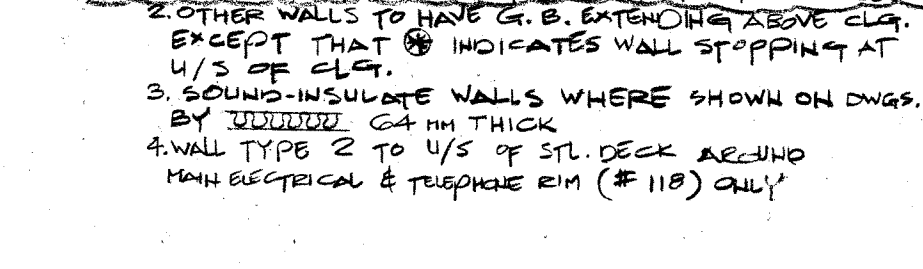 2. OTHER WALLS TO HAVE G.B. EXTENDING ABOVE CLG.
EXCEPT THAT ⊛ INDICATES WALL STOPPING AT
U/S OF CLG.
3. SOUND-INSULATE WALLS WHERE SHOWN ON DWGS.
BY 64 MM THICK
4. WALL TYPE 2 TO U/S OF STL. DECK AROUND
MAIN ELECTRICAL & TELEPHONE R'M (# 118) ONLY